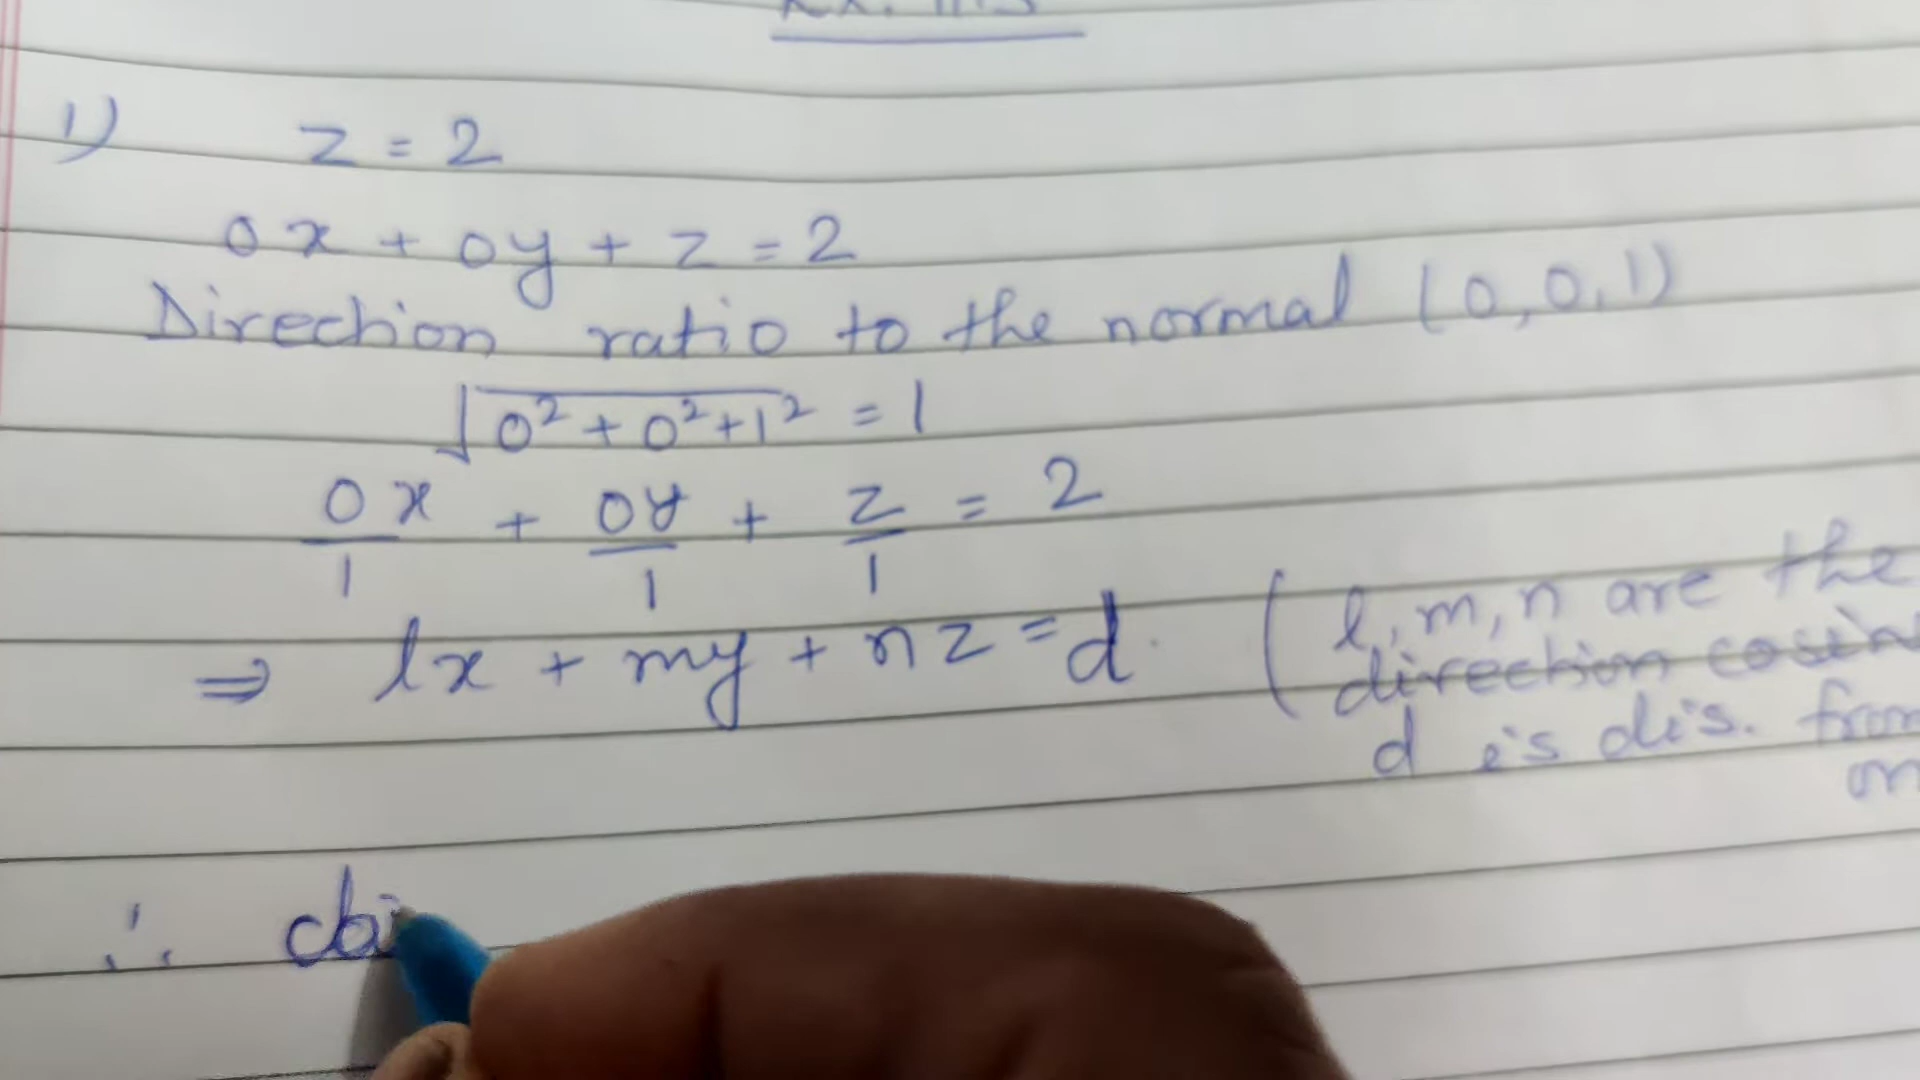 1) z = 2
0x + 0y + z = 2
Direction ratio to the normal (0,0,1)
√0² + 0² + 1² = 1
0x/1 + 0y/1 + z/1 = 2
⇒ lx + my + nz = d. (l, m, n are the
direction
d is dis. from
∴